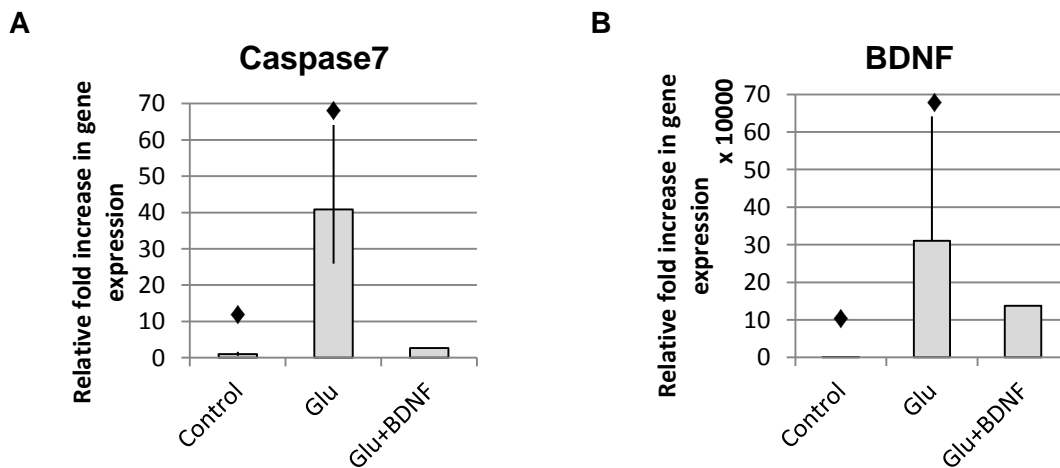 A
Caspase7
Relative fold increase in gene
expression
70
60
50
40
30
20
10
0
Control
Glu
Glu+BDNF
B
BDNF
Relative fold increase in gene
expression
x 10000
70
60
50
40
30
20
10
0
Control
Glu
Glu+BDNF